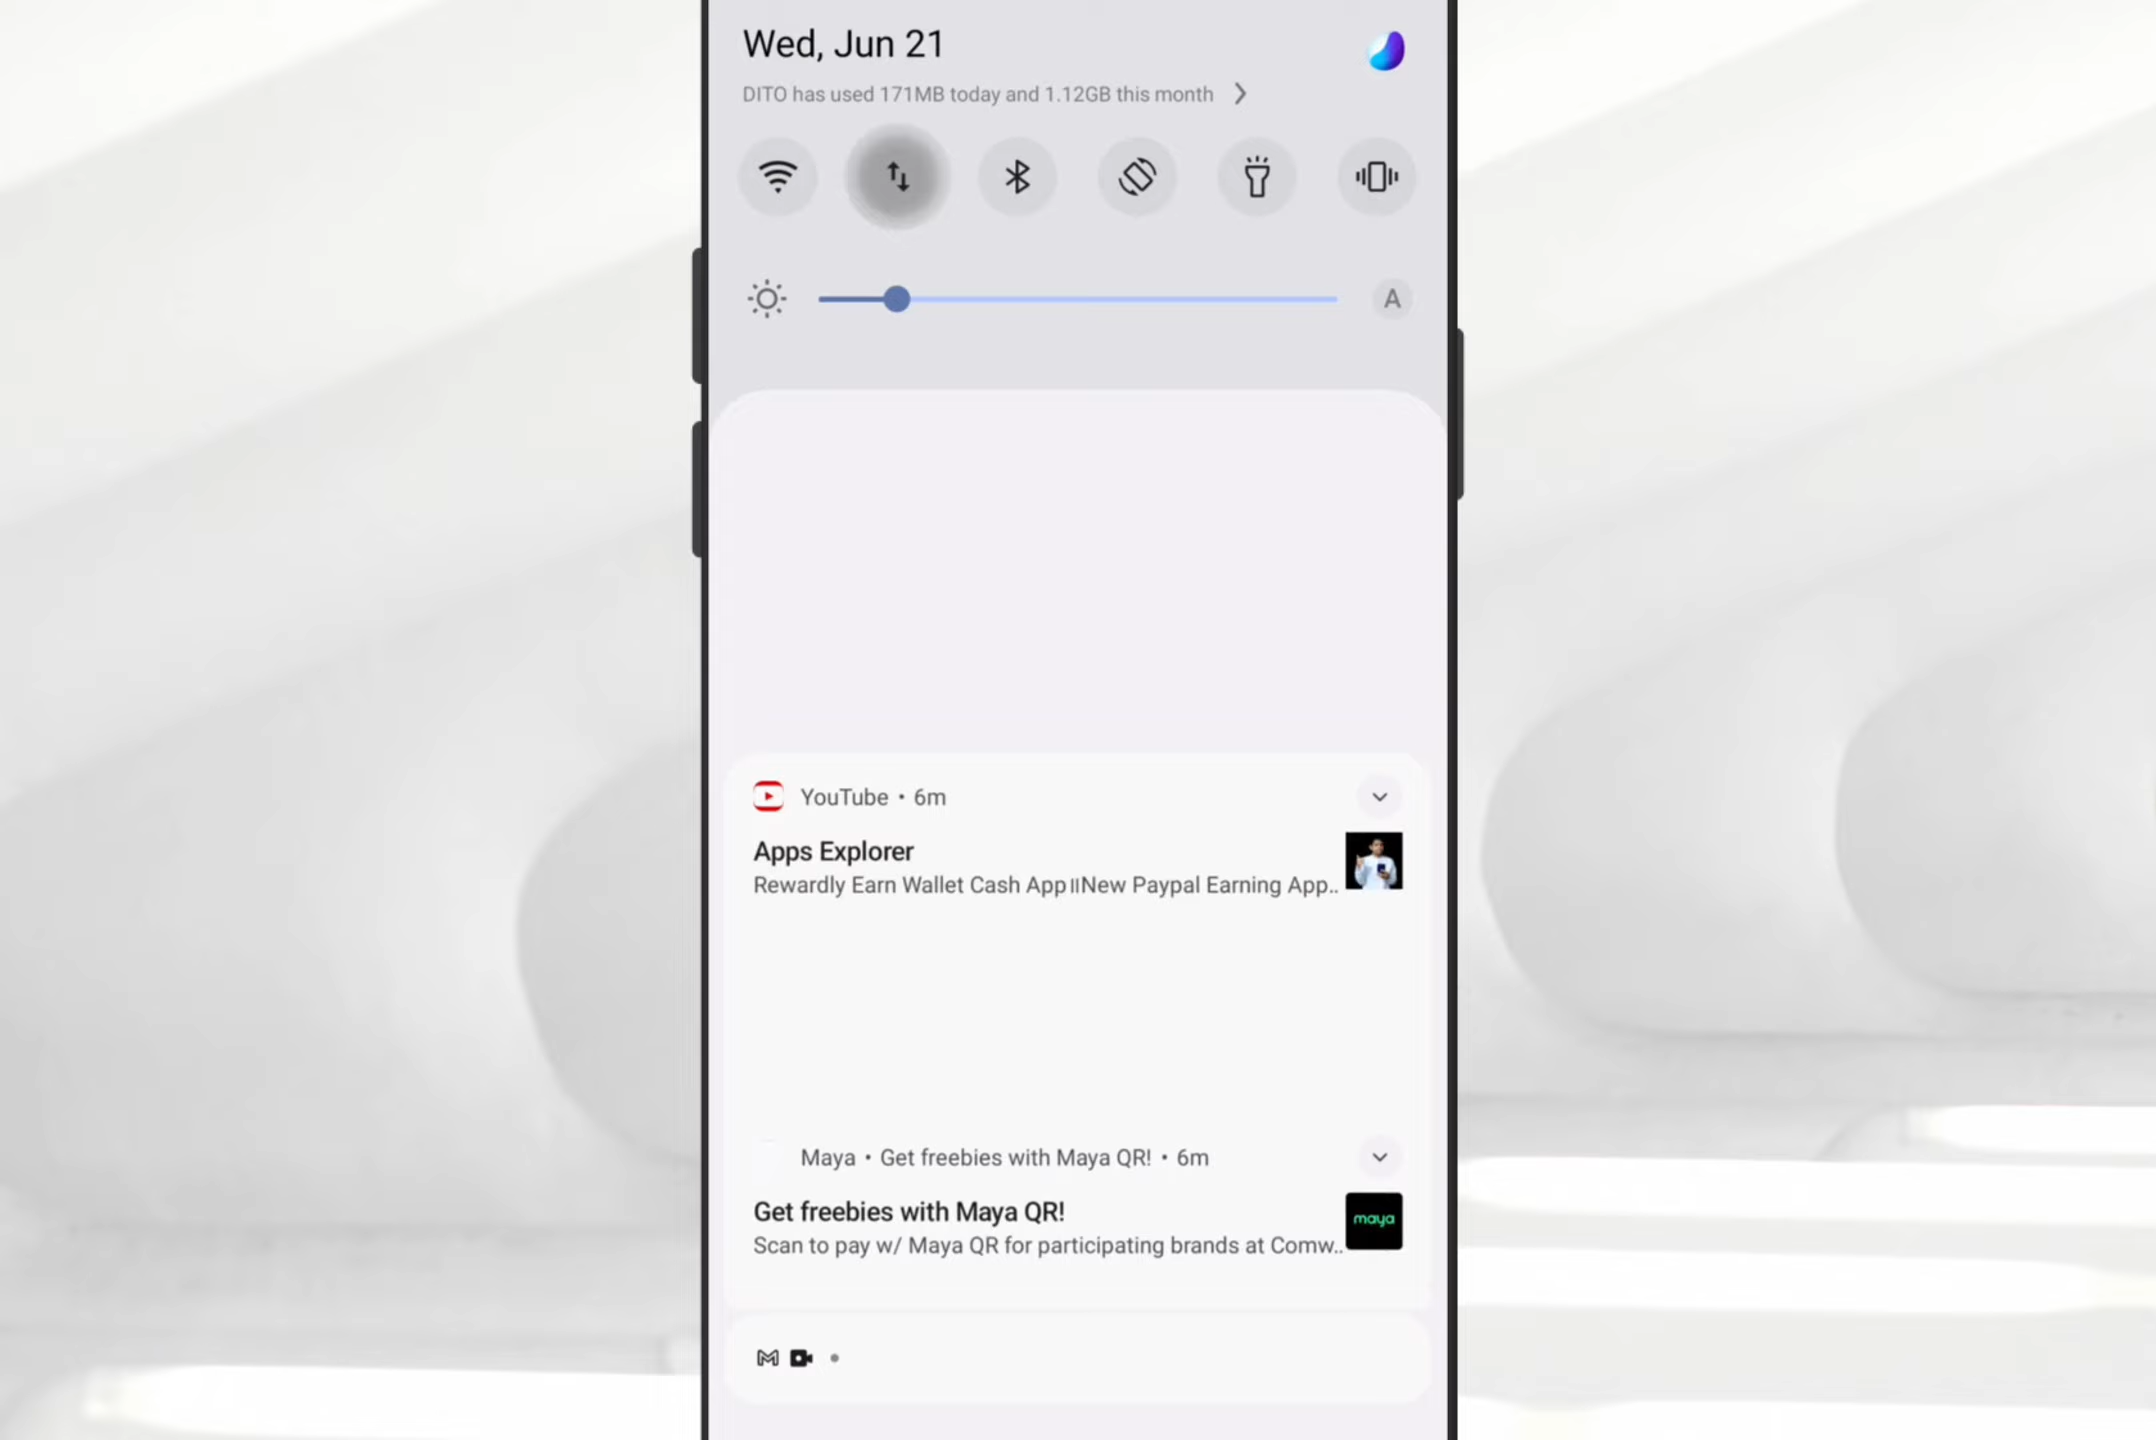 Wed, Jun 21
DITO has used 171MB today and 1.12GB this month
A
YouTube • 6m
Apps Explorer
Rewardly Earn Wallet Cash App||New Paypal Earning App..
Maya • Get freebies with Maya QR! • 6m
Get freebies with Maya QR!
Scan to pay w/ Maya QR for participating brands at Comw..
maya